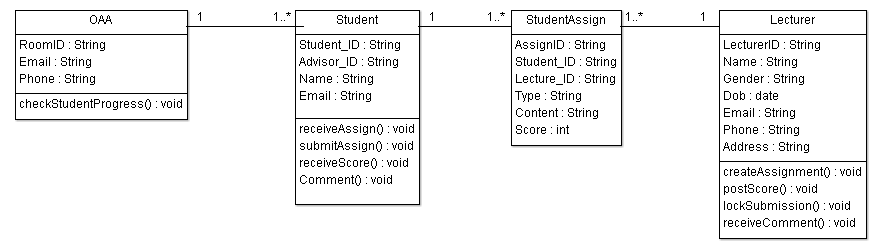 OAA
RoomID : String
Email : String
Phone : String
checkStudentProgress() : void
1
1..*
Student
Student_ID : String
Advisor_ID : String
Name : String
Email : String
receiveAssign() : void
submitAssign() : void
receiveScore() : void
Comment() : void
1
1..*
StudentAssign
AssignID : String
Student_ID : String
Lecture_ID : String
Type : String
Content : String
Score : int
1..*
1
Lecturer
LecturerID : String
Name : String
Gender : String
Dob : date
Email : String
Phone : String
Address : String
createAssignment() : void
postScore() : void
lockSubmission() : void
receiveComment() : void